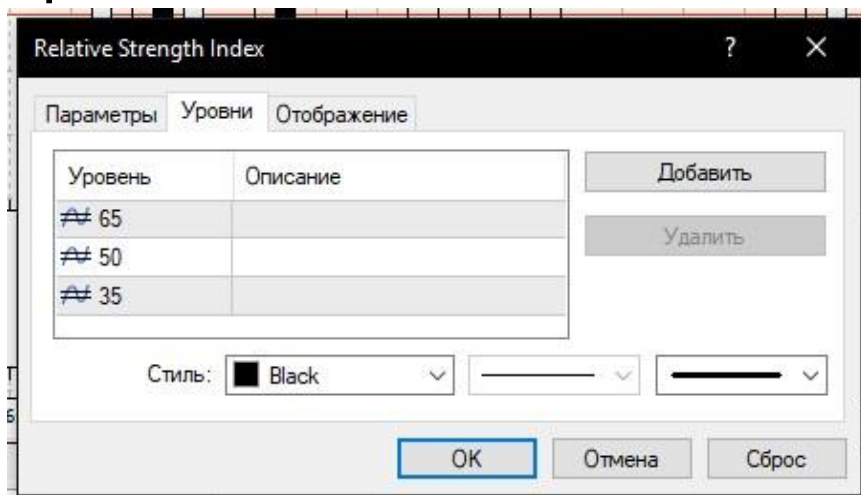 Relative Strength Index ? ×
Параметры Уровни Отображение
Уровень Описание Добавить
65
Удалить
50
35
Стиль: Black
OK Отмена Сброс